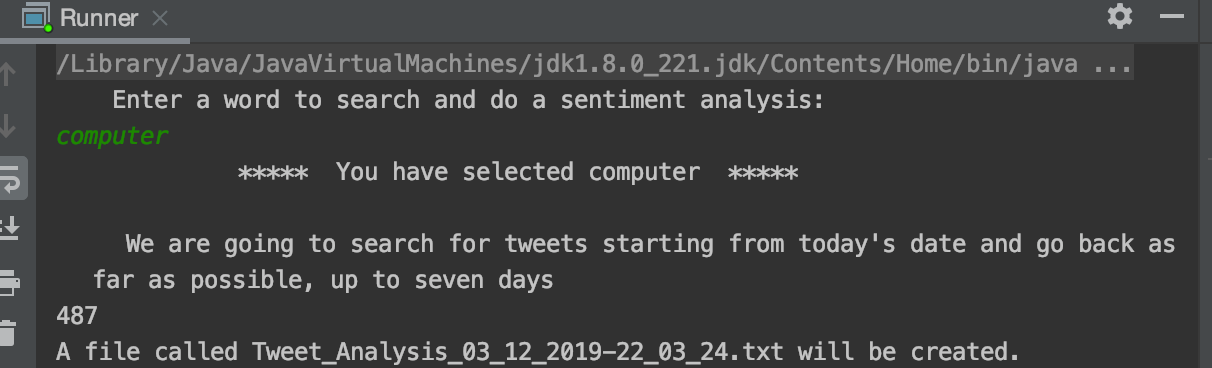 Runner
/Library/Java/JavaVirtualMachines/jdk1.8.0_221.jdk/Contents/Home/bin/java ...
Enter a word to search and do a sentiment analysis:
computer
***** You have selected computer *****
We are going to search for tweets starting from today's date and go back as
far as possible, up to seven days
487
A file called Tweet_Analysis_03_12_2019-22_03_24.txt will be created.